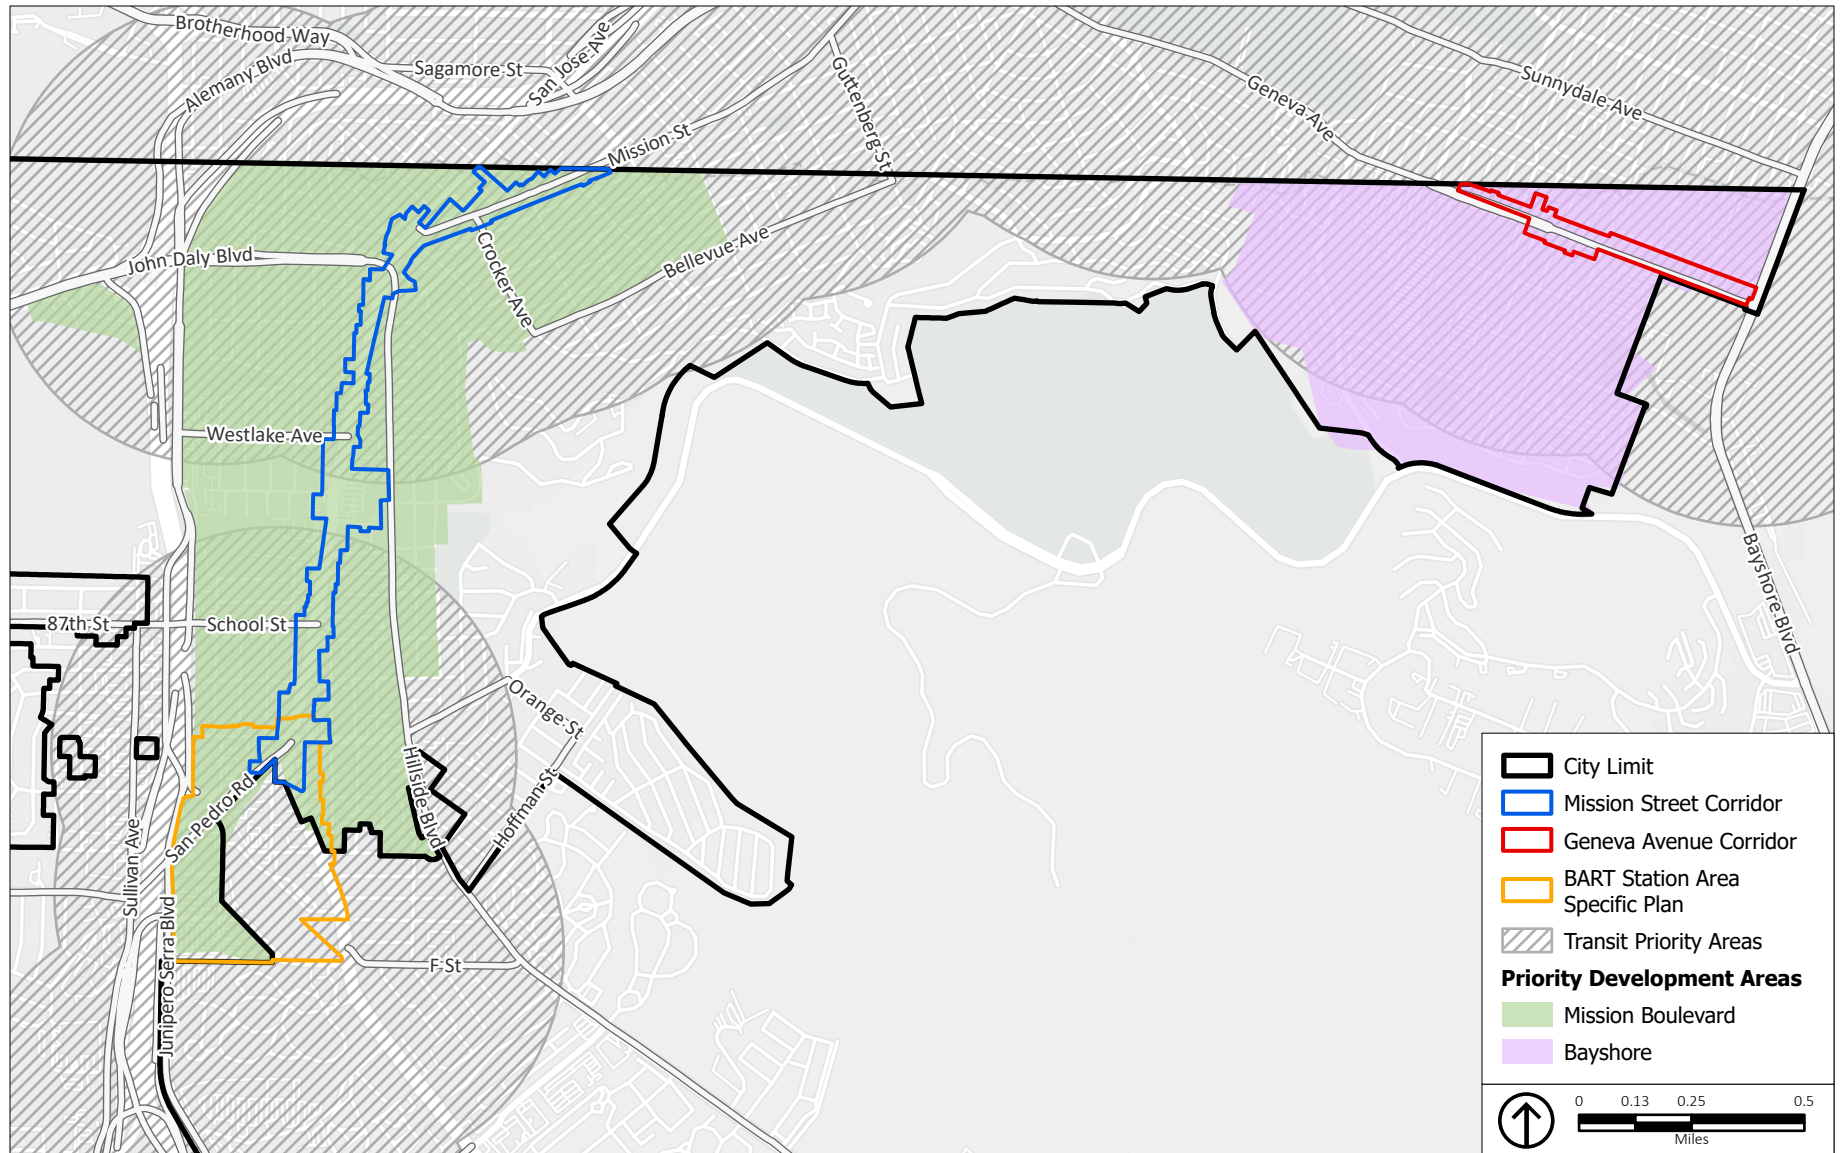 Brotherhood Way
Alemany Blvd
Sagamore St
San Jose Ave
Mission St
Guttenberg St
Geneva Ave
Sunnydale Ave
John Daly Blvd
Crocker Ave
Bellevue Ave
Westlake Ave
Bayshore Blvd
87th St
School St
Orange St
Hillside Blvd
Hoffman St
San Pedro Rd
Sullivan Ave
Junipero Serra Blvd
F St
City Limit
Mission Street Corridor
Geneva Avenue Corridor
BART Station Area
Specific Plan
Transit Priority Areas
Priority Development Areas
Mission Boulevard
Bayshore
0 0.13 0.25 0.5
Miles